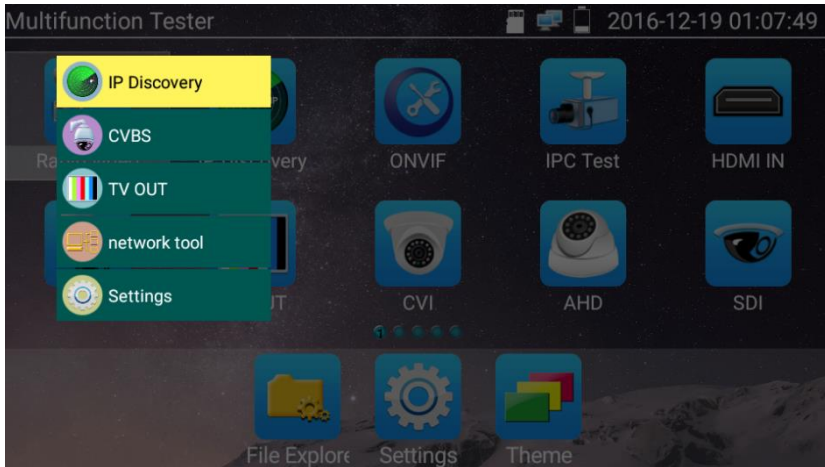 Multifunction Tester
2016-12-19 01:07:49
IP Discovery
CVBS
TV OUT
network tool
Settings
ONVIF
IPC Test
HDMI IN
CVI
AHD
SDI
File Explore
Settings
Theme